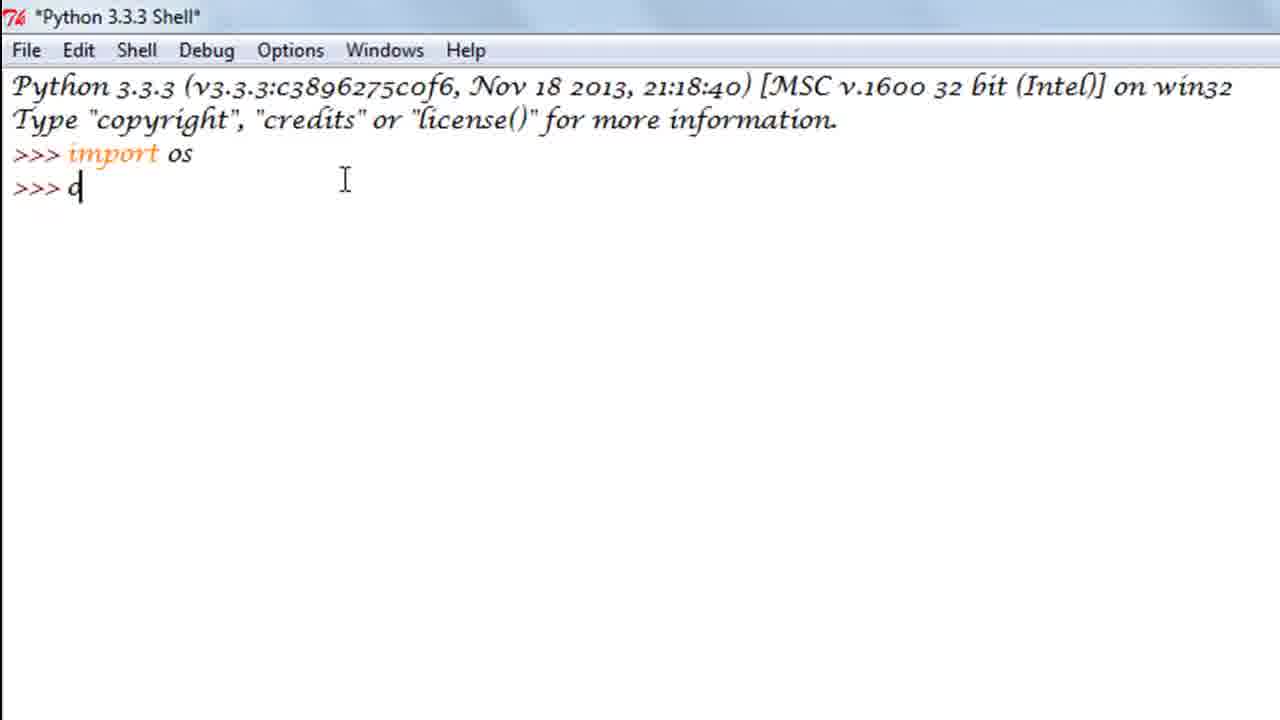 *Python 3.3.3 Shell*
File Edit Shell Debug Options Windows Help
Python 3.3.3 (v3.3.3:c3896275c0f6, Nov 18 2013, 21:18:40) [MSC v.1600 32 bit (Intel)] on win32
Type "copyright", "credits" or "license()" for more information.
>>> import os
>>> d